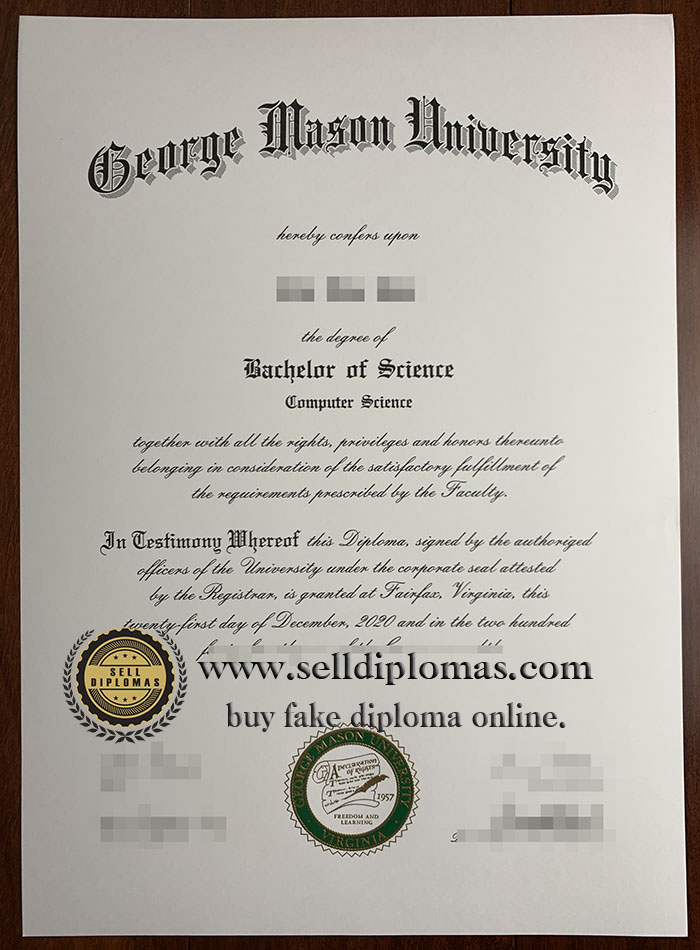 George Mason University
hereby confers upon
the degree of
Bachelor of Science
Computer Science
together with all the rights, privileges and honors thereunto
belonging in consideration of the satisfactory fulfillment of
the requirements prescribed by the Faculty.
In Testimony Whereof this Diploma, signed by the authorized
officers of the University under the corporate seal attested
by the Registrar, is granted at Fairfax, Virginia, this
twenty-first day of December, 2020 and in the two hundred
SELL
DIPLOMAS
www.selldiplomas.com
buy fake diploma online.
GEORGE MASON UNIVERSITY
A DECLARATION
OF RIGHTS
1957
FREEDOM AND
LEARNING
VIRGINIA